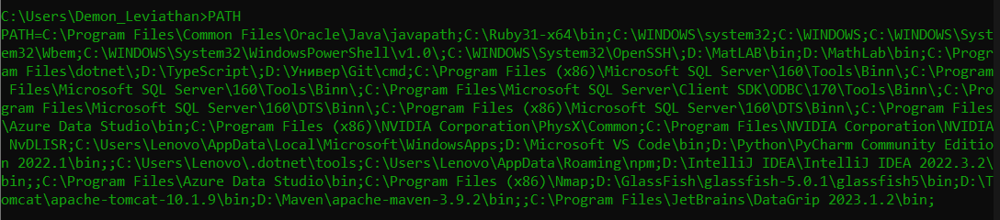 C:\Users\Demon_Leviathan>PATH
PATH=C:\Program Files\Common Files\Oracle\Java\javapath;C:\Ruby31-x64\bin;C:\WINDOWS\system32;C:\WINDOWS;C:\WINDOWS\Syst
em32\Wbem;C:\WINDOWS\System32\WindowsPowerShell\v1.0\;C:\WINDOWS\System32\OpenSSH\;D:\MatLAB\bin;D:\MathLab\bin;C:\Progr
am Files\dotnet\;D:\TypeScript\;D:\Универ\Git\cmd;C:\Program Files (x86)\Microsoft SQL Server\160\Tools\Binn\;C:\Program
 Files\Microsoft SQL Server\160\Tools\Binn\;C:\Program Files\Microsoft SQL Server\Client SDK\ODBC\170\Tools\Binn\;C:\Pro
gram Files\Microsoft SQL Server\160\DTS\Binn\;C:\Program Files (x86)\Microsoft SQL Server\160\DTS\Binn\;C:\Program Files
\Azure Data Studio\bin;C:\Program Files (x86)\NVIDIA Corporation\PhysX\Common;C:\Program Files\NVIDIA Corporation\NVIDIA
 NvDLISR;C:\Users\Lenovo\AppData\Local\Microsoft\WindowsApps;D:\Microsoft VS Code\bin;D:\Python\PyCharm Community Editio
n 2022.1\bin;;C:\Users\Lenovo\.dotnet\tools;C:\Users\Lenovo\AppData\Roaming\npm;D:\IntelliJ IDEA\IntelliJ IDEA 2022.3.2\
bin;;C:\Program Files\Azure Data Studio\bin;C:\Program Files (x86)\Nmap;D:\GlassFish\glassfish-5.0.1\glassfish5\bin;D:\T
omcat\apache-tomcat-10.1.9\bin;D:\Maven\apache-maven-3.9.2\bin;;C:\Program Files\JetBrains\DataGrip 2023.1.2\bin;